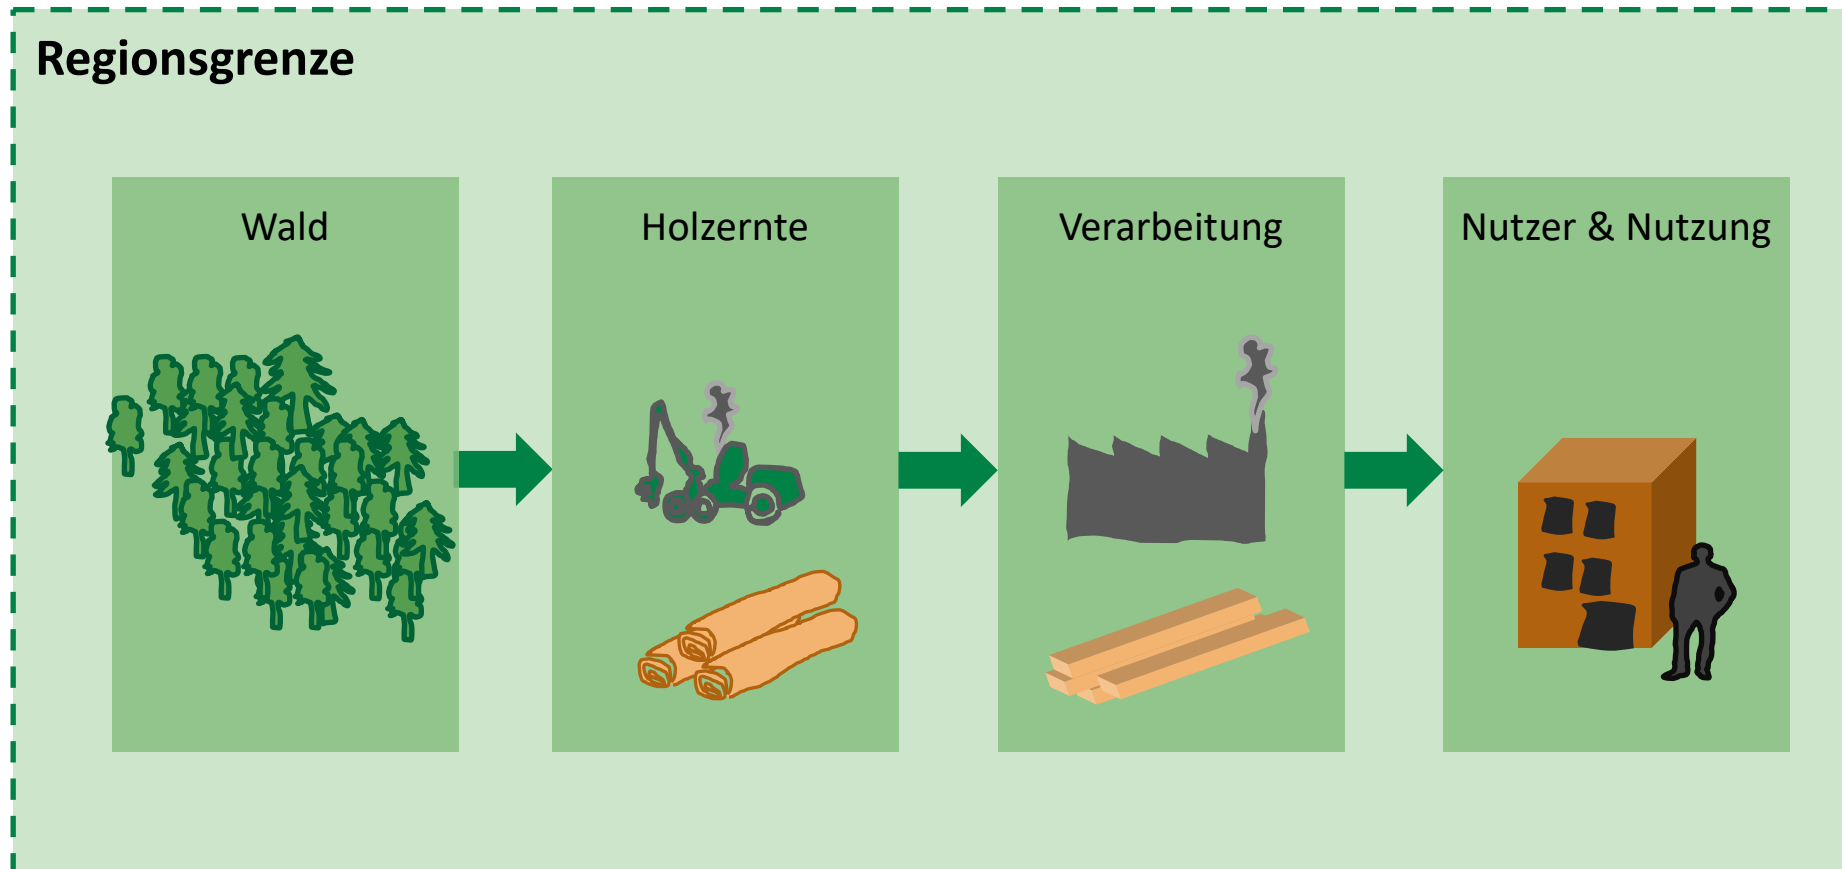 Regionsgrenze
Wald
Holzernte
Verarbeitung
Nutzer & Nutzung